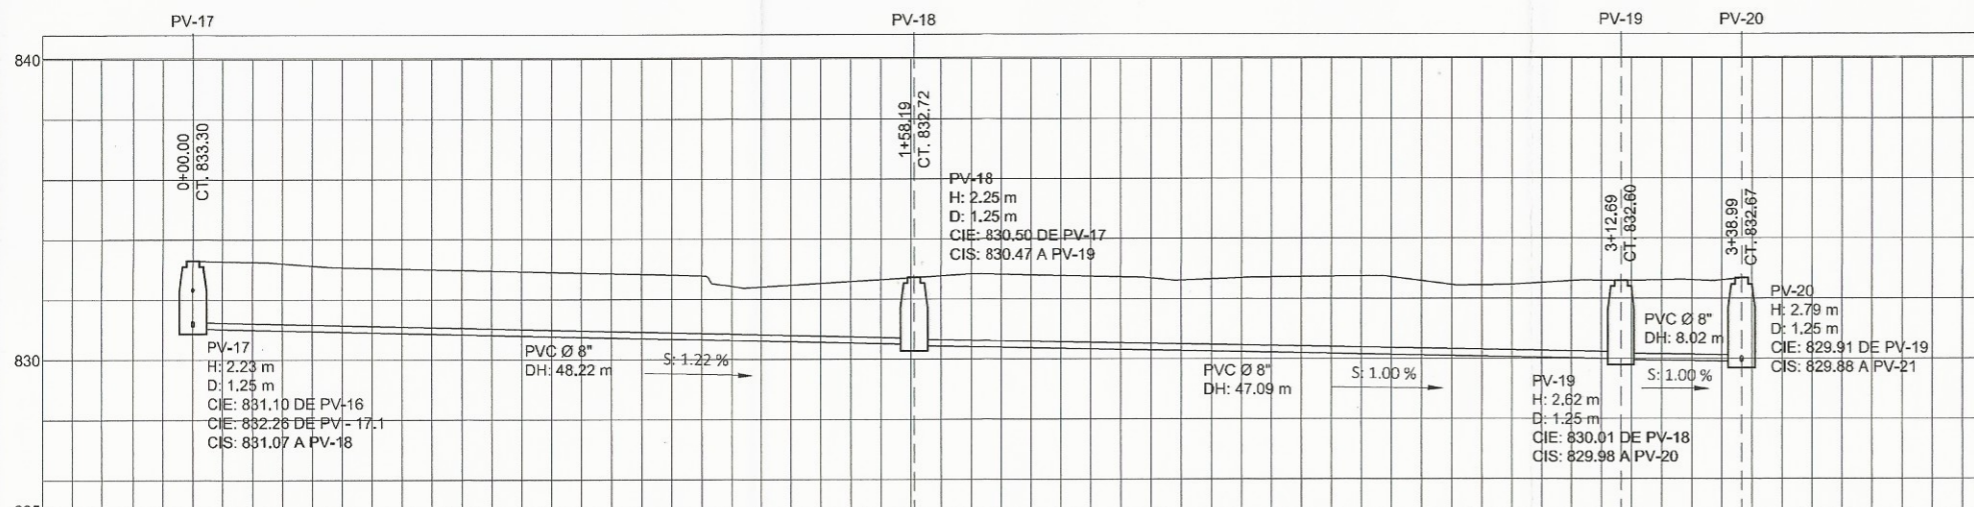 PV-17
PV-18
PV-19
PV-20
840
0+00.00
CT. 833.30
1+58.19
CT. 832.72
3+12.69
CT. 832.60
3+38.99
CT. 832.67
PV-18
H: 2.25 m
D: 1.25 m
CIE: 830.50 DE PV-17
CIS: 830.47 A PV-19
830
PV-17
H: 2.23 m
D: 1.25 m
CIE: 831.10 DE PV-16
CIE: 832.26 DE PV - 17.1
CIS: 831.07 A PV-18
PVC Ø 8"
DH: 48.22 m
S: 1.22 %
PVC Ø 8"
DH: 47.09 m
S: 1.00 %
PV-19
H: 2.62 m
D: 1.25 m
CIE: 830.01 DE PV-18
CIS: 829.98 A PV-20
PVC Ø 8"
DH: 8.02 m
S: 1.00 %
PV-20
H: 2.79 m
D: 1.25 m
CIE: 829.91 DE PV-19
CIS: 829.88 A PV-21